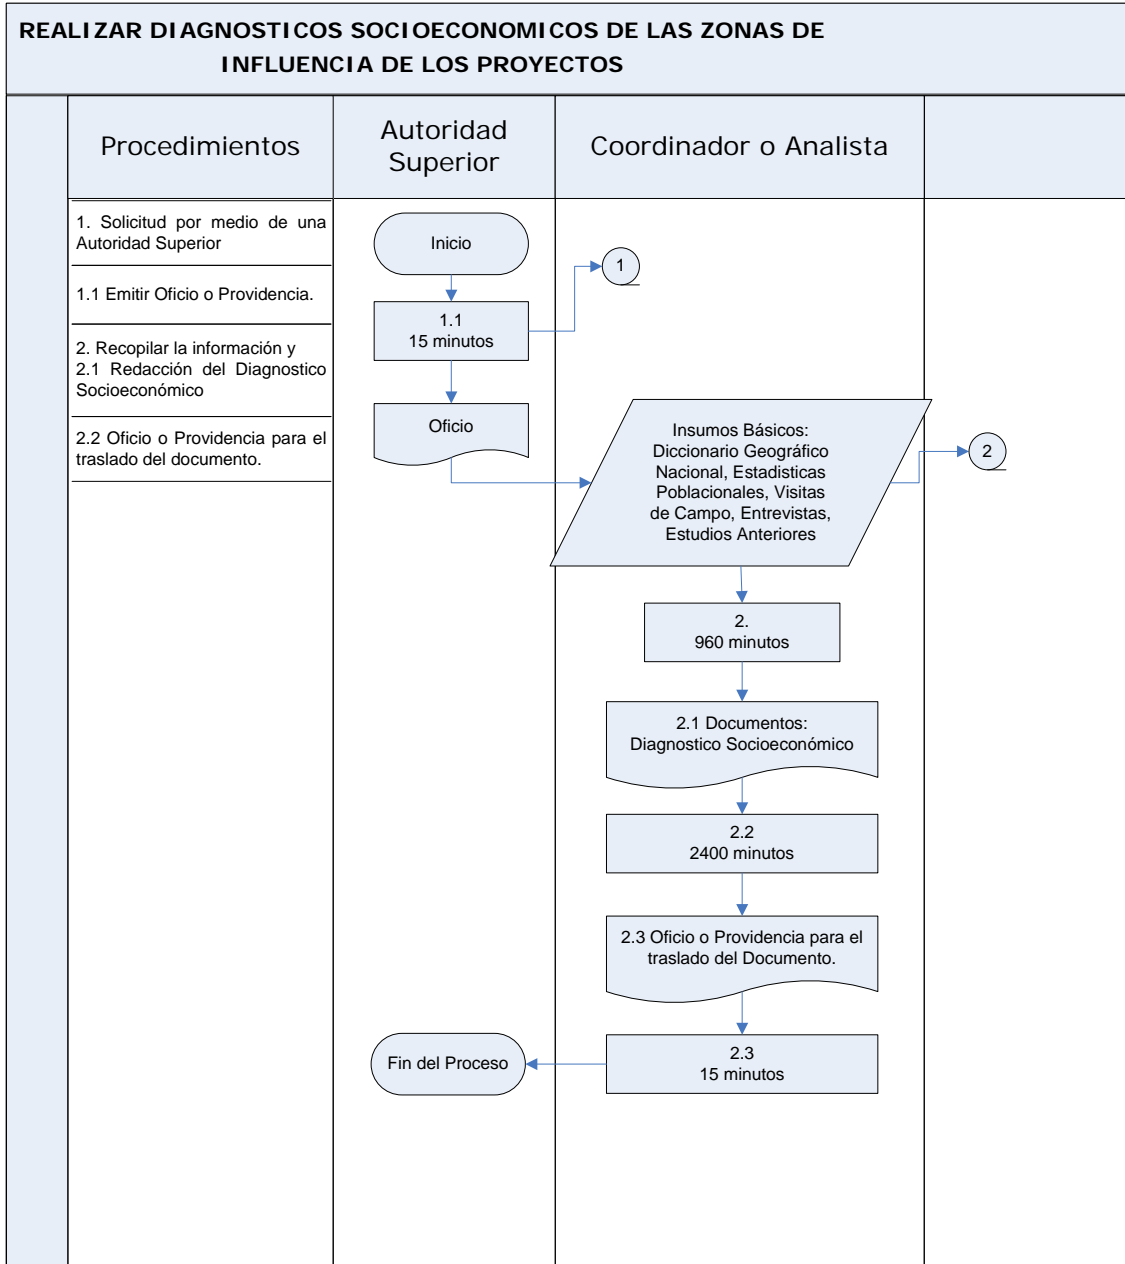 REALIZAR DIAGNOSTICOS SOCIOECONOMICOS DE LAS ZONAS DE
INFLUENCIA DE LOS PROYECTOS
Procedimientos
Autoridad
Superior
Coordinador o Analista
1. Solicitud por medio de una
Autoridad Superior
1.1 Emitir Oficio o Providencia.
2. Recopilar la información y
2.1 Redacción del Diagnostico
Socioeconómico
2.2 Oficio o Providencia para el
traslado del documento.
Inicio
1
1.1
15 minutos
Oficio
Insumos Básicos:
Diccionario Geográfico
Nacional, Estadisticas
Poblacionales, Visitas
de Campo, Entrevistas,
Estudios Anteriores
2
2.
960 minutos
2.1 Documentos:
Diagnostico Socioeconómico
2.2
2400 minutos
2.3 Oficio o Providencia para el
traslado del Documento.
2.3
15 minutos
Fin del Proceso